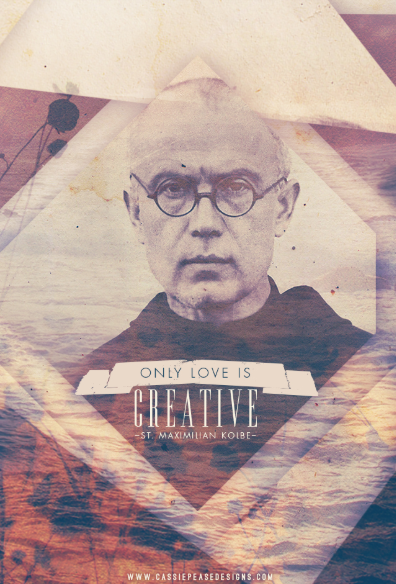 ONLY LOVE IS
CREATIVE
~ST. MAXIMILIAN KOLBE~
WWW.CASSIEPEASEDESIGNS.COM